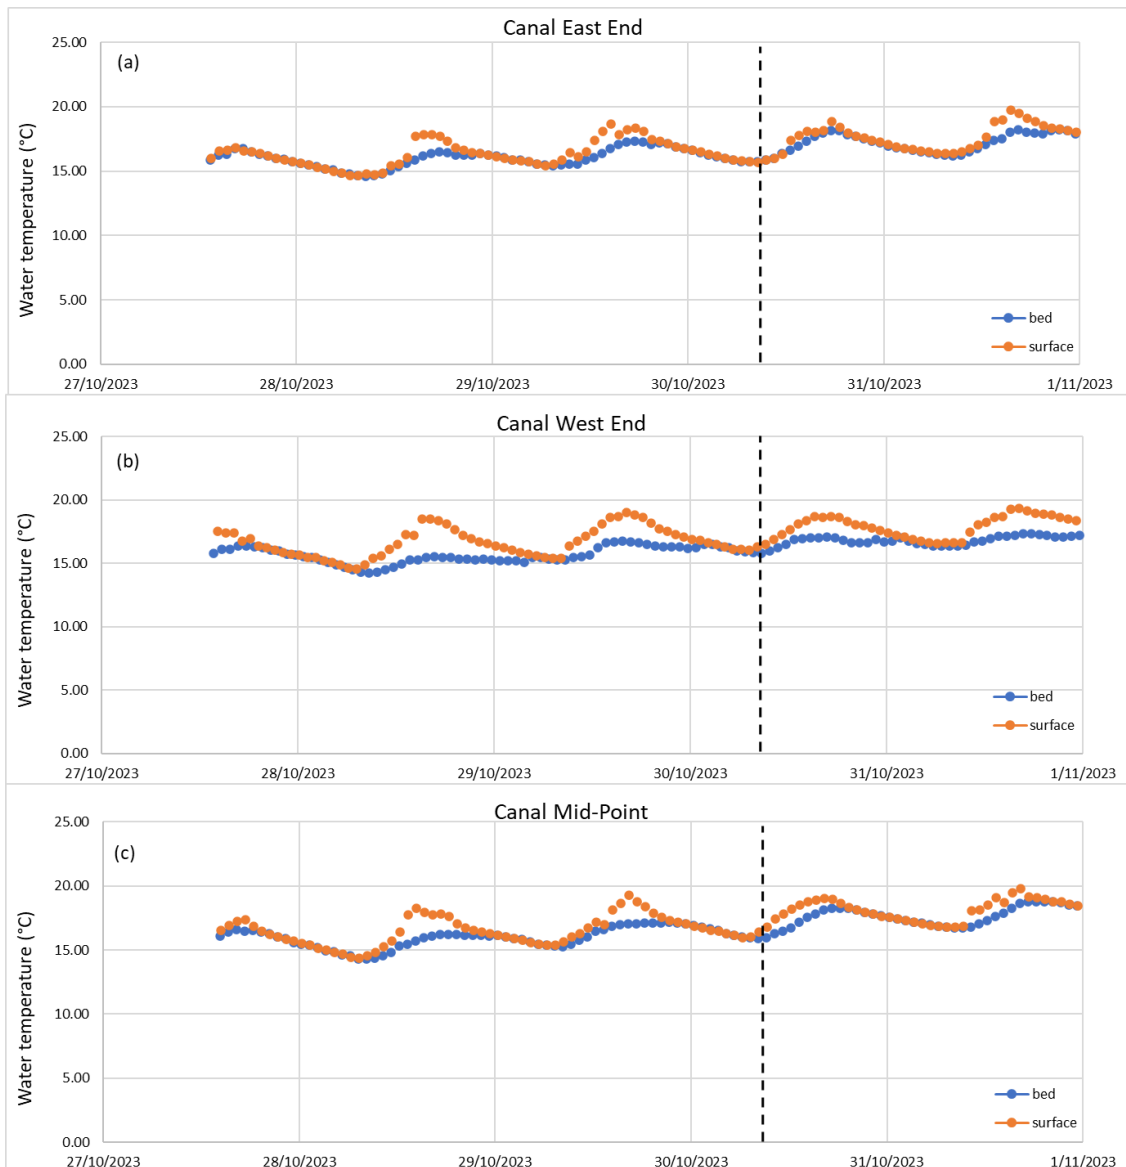 Canal East End
(a)
Water temperature (°C)
25.00
20.00
15.00
10.00
5.00
0.00
bed
surface
27/10/2023 28/10/2023 29/10/2023 30/10/2023 31/10/2023 1/11/2023
Canal West End
(b)
Water temperature (°C)
25.00
20.00
15.00
10.00
5.00
0.00
bed
surface
27/10/2023 28/10/2023 29/10/2023 30/10/2023 31/10/2023 1/11/2023
Canal Mid-Point
(c)
Water temperature (°C)
25.00
20.00
15.00
10.00
5.00
0.00
bed
surface
27/10/2023 28/10/2023 29/10/2023 30/10/2023 31/10/2023 1/11/2023